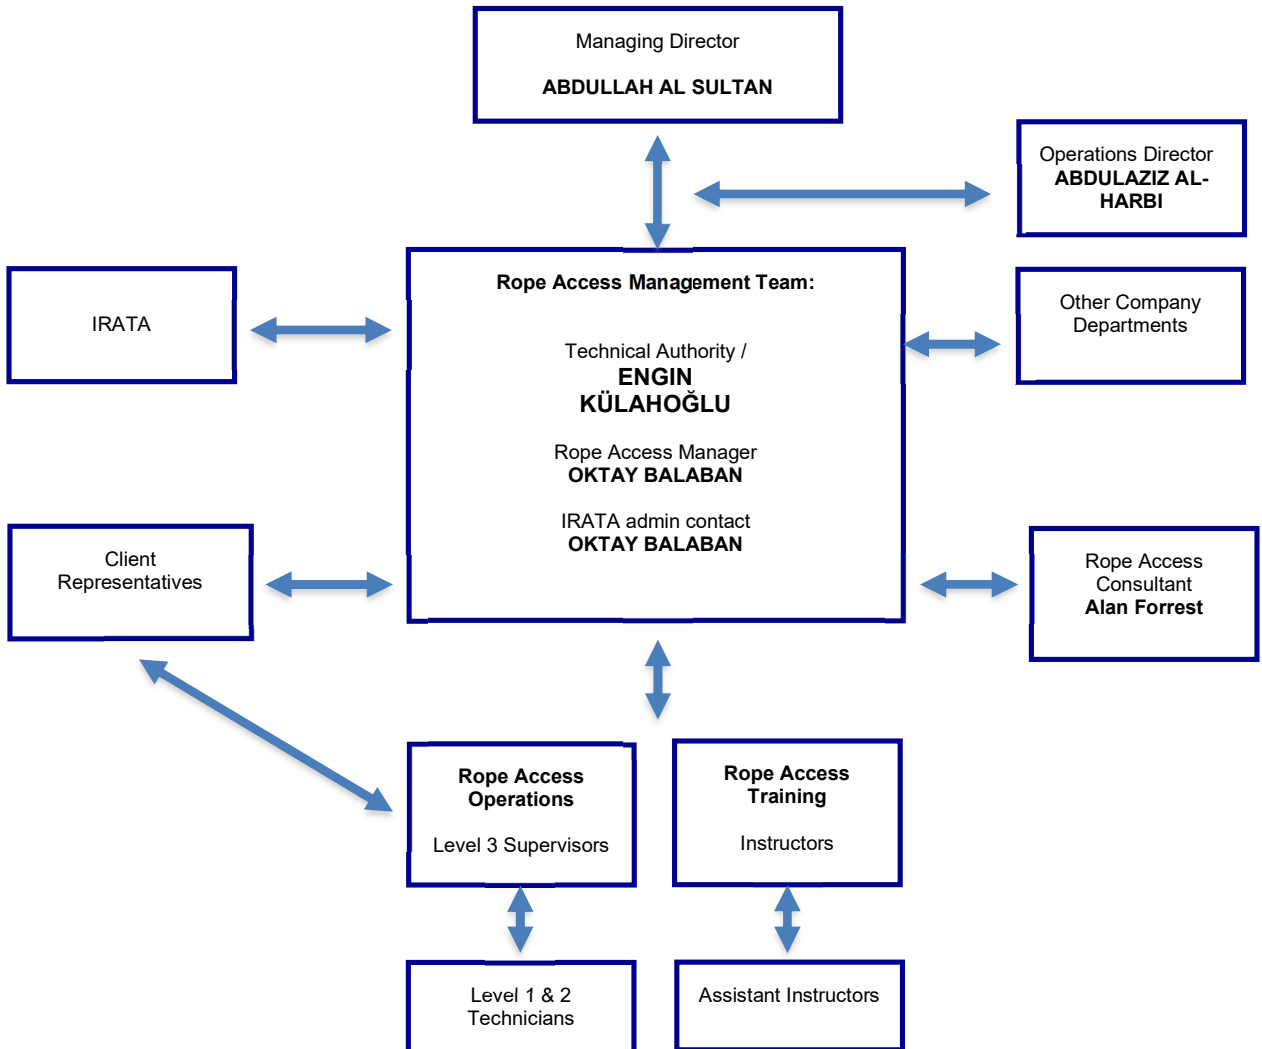 Managing Director
ABDULLAH AL SULTAN
Operations Director
ABDULAZIZ AL-
HARBI
Rope Access Management Team:
IRATA
Other Company
Departments
Technical Authority /
ENGIN
KÜLAHOĞLU
Rope Access Manager
OKTAY BALABAN
IRATA admin contact
OKTAY BALABAN
Client
Representatives
Rope Access
Consultant
Alan Forrest
Rope Access
Operations
Level 3 Supervisors
Rope Access
Training
Instructors
Level 1 & 2
Technicians
Assistant Instructors